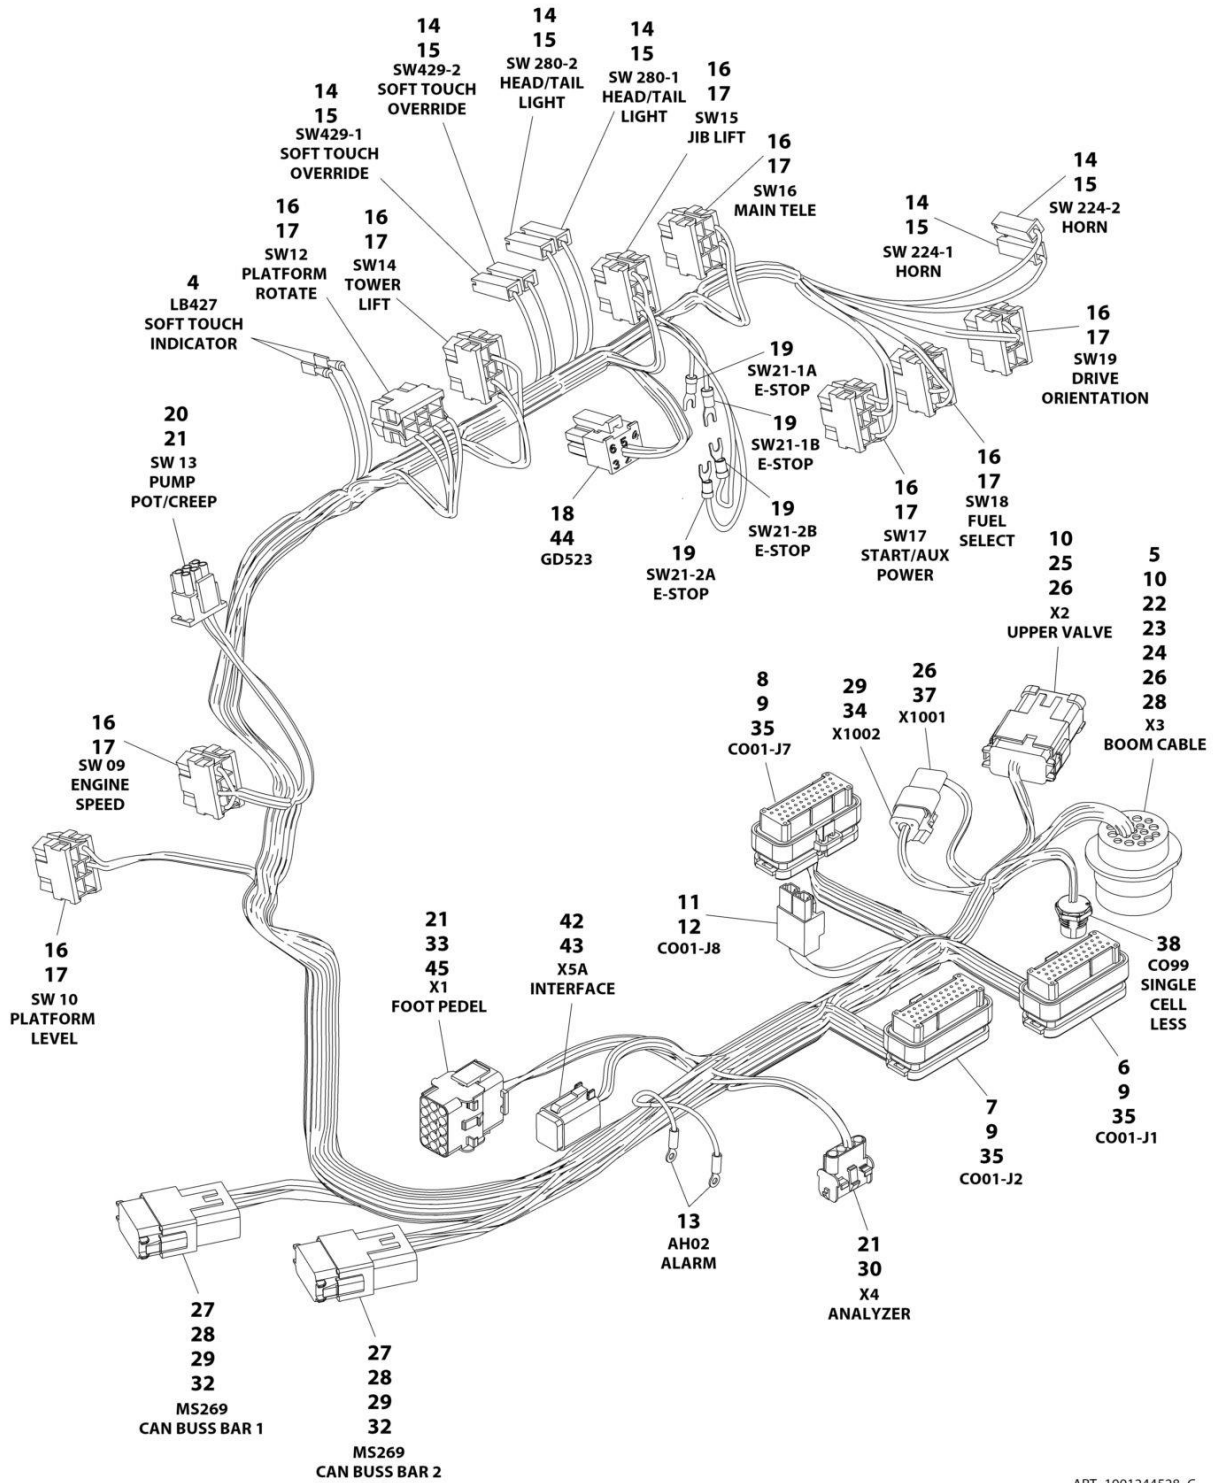 14
15
SW429-1
SOFT TOUCH
OVERRIDE
14
15
SW429-2
SOFT TOUCH
OVERRIDE
14
15
SW 280-2
HEAD/TAIL
LIGHT
14
15
SW 280-1
HEAD/TAIL
LIGHT
16
17
SW15
JIB LIFT
16
17
SW16
MAIN TELE
14
15
SW 224-1
HORN
14
15
SW 224-2
HORN
4
LB427
SOFT TOUCH
INDICATOR
16
17
SW12
PLATFORM
ROTATE
16
17
SW14
TOWER
LIFT
19
SW21-1A
E-STOP
19
SW21-1B
E-STOP
19
SW21-2B
E-STOP
19
SW21-2A
E-STOP
6 5 4
3
18
44
GD523
16
17
SW17
START/AUX
POWER
16
17
SW18
FUEL
SELECT
16
17
SW19
DRIVE
ORIENTATION
20
21
SW 13
PUMP
POT/CREEP
16
17
SW 09
ENGINE
SPEED
16
17
SW 10
PLATFORM
LEVEL
8
9
35
CO01-J7
29
34
X1002
26
37
X1001
10
25
26
X2
UPPER VALVE
5
10
22
23
24
26
28
X3
BOOM CABLE
11
12
CO01-J8
21
33
45
X1
FOOT PEDEL
42
43
X5A
INTERFACE
38
CO99
SINGLE
CELL
LESS
6
9
35
CO01-J1
7
9
35
CO01-J2
13
AH02
ALARM
21
30
X4
ANALYZER
27
28
29
32
MS269
CAN BUSS BAR 1
27
28
29
32
MS269
CAN BUSS BAR 2